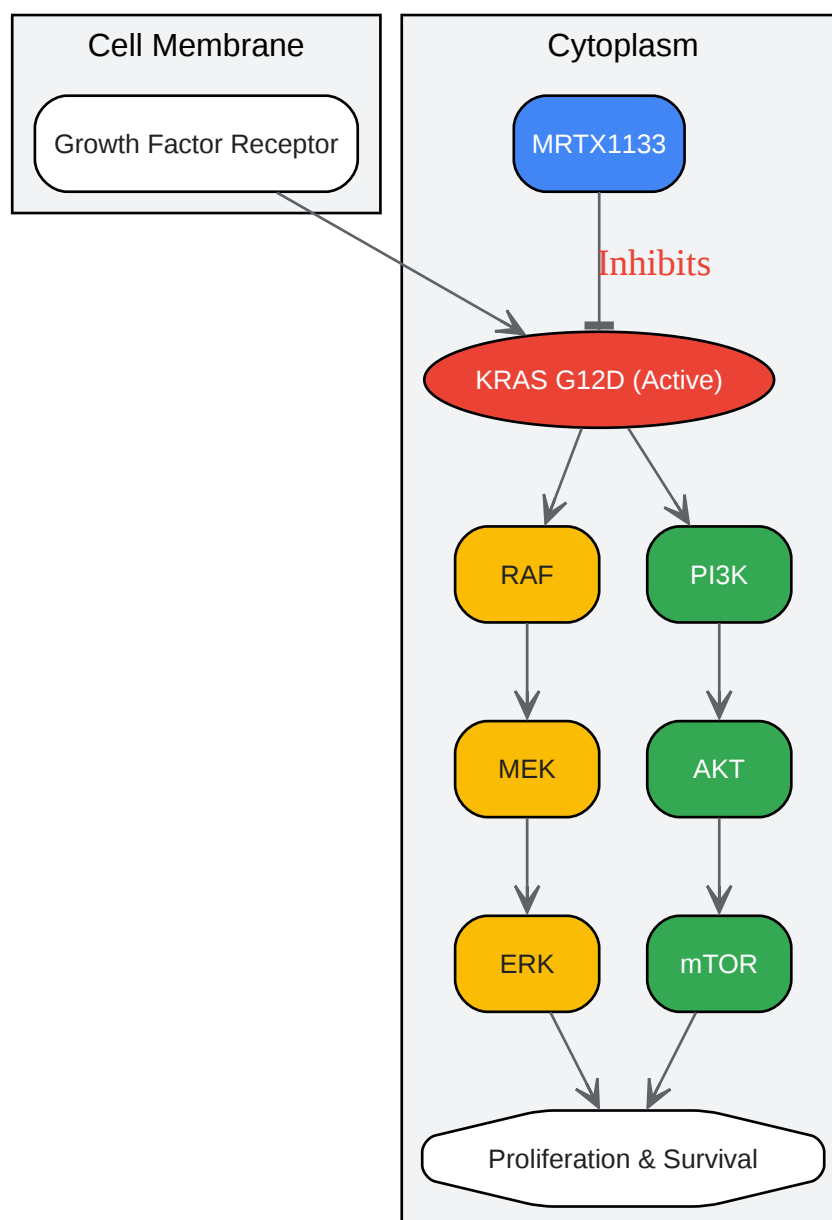 Cell Membrane
Growth Factor Receptor
Cytoplasm
MRTX1133
Inhibits
KRAS G12D (Active)
RAF
PI3K
MEK
AKT
ERK
mTOR
Proliferation & Survival